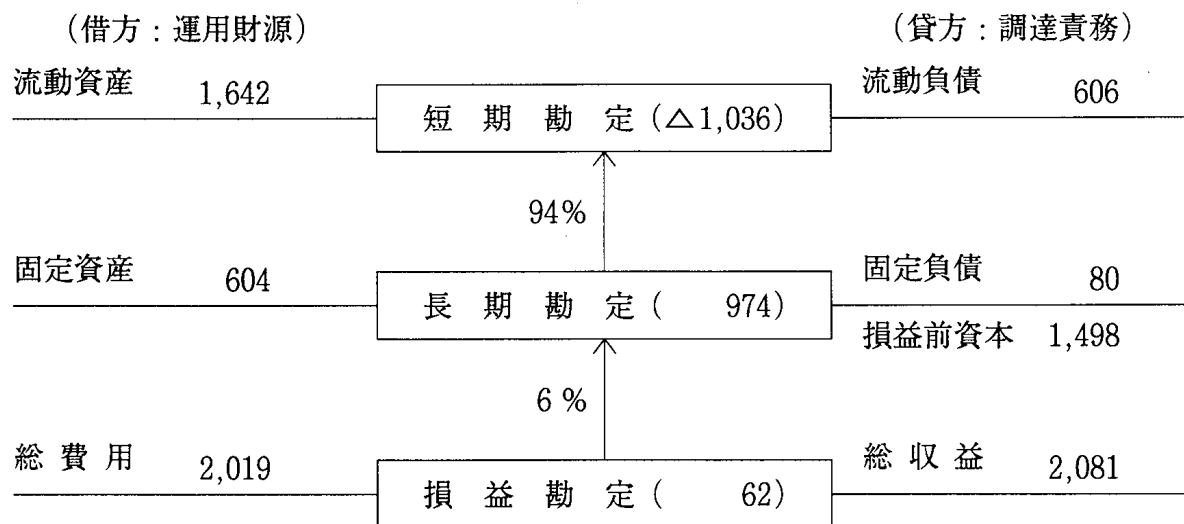 (借方:運用財源) (貸方:調達責務)
流動資産 1,642 短期勘定(△1,036) 流動負債 606
94%
固定資産 604 長期勘定( 974) 固定負債 80
損益前資本 1,498
6%
総費用 2,019 損益勘定( 62) 総収益 2,081